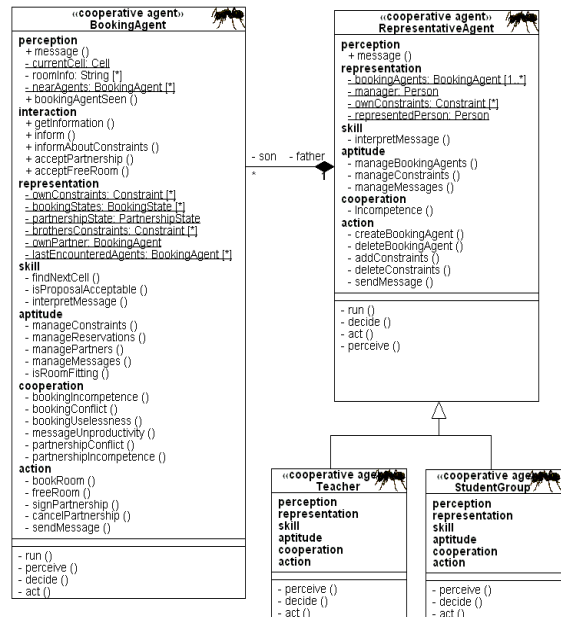 «cooperative agent»
BookingAgent
perception
+ message ()
- currentCell: Cell
- roomInfo: String [*]
- nearAgents: BookingAgent [*]
+ bookingAgentSeen ()
interaction
+ getInformation ()
+ inform ()
+ informAboutConstraints ()
+ acceptPartnership ()
+ acceptFreeRoom ()
representation
- ownConstraints: Constraint [*]
- bookingStates: BookingState [*]
- partnershipState: PartnershipState
- brothersConstraints: Constraint [*]
- ownPartner: BookingAgent
- lastEncounteredAgents: BookingAgent [*]
skill
- findNextCell ()
- isProposalAcceptable ()
- interpretMessage ()
aptitude
- manageConstraints ()
- manageReservations ()
- managePartners ()
- manageMessages ()
- isRoomFitting ()
cooperation
- bookingIncompetence ()
- bookingConflict ()
- bookingUselessness ()
- messageUnproductivity ()
- partnershipConflict ()
- partnershipIncompetence ()
action
- bookRoom ()
- freeRoom ()
- signPartnership ()
- cancelPartnership ()
- sendMessage ()
- run ()
- perceive ()
- decide ()
- act ()
- son - father
*
«cooperative agent»
RepresentativeAgent
perception
+ message ()
representation
- bookingAgents: BookingAgent [1..*]
- manager: Person
- ownConstraints: Constraint [*]
- representedPerson: Person
skill
- interpretMessage ()
aptitude
- manageBookingAgents ()
- manageConstraints ()
- manageMessages ()
cooperation
- Incompetence ()
action
- createBookingAgent ()
- deleteBookingAgent ()
- addConstraints ()
- deleteConstraints ()
- sendMessage ()
- run ()
- decide ()
- act ()
- perceive ()
«cooperative age
Teacher
perception
representation
skill
aptitude
cooperation
action
- perceive ()
- decide ()
- act ()
«cooperative age
StudentGroup
perception
representation
skill
aptitude
cooperation
action
- perceive ()
- decide ()
- act ()